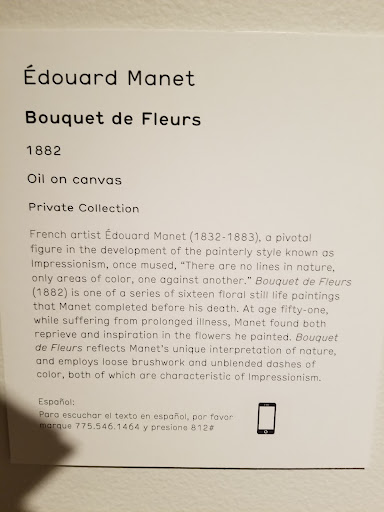 Édouard Manet
Bouquet de Fleurs
1882
Oil on canvas
Private Collection
French artist Édouard Manet (1832-1883), a pivotal
figure in the development of the painterly style known as
Impressionism, once mused, “There are no lines in nature,
only areas of color, one against another.” Bouquet de Fleurs
(1882) is one of a series of sixteen floral still life paintings
that Manet completed before his death. At age fifty-one,
while suffering from prolonged illness, Manet found both
reprieve and inspiration in the flowers he painted. Bouquet
de Fleurs reflects Manet's unique interpretation of nature,
and employs loose brushwork and unblended dashes of
color, both of which are characteristic of Impressionism.
Español:
Para escuchar el texto en español, por favor
marque 775.546.1464 y presione 812#